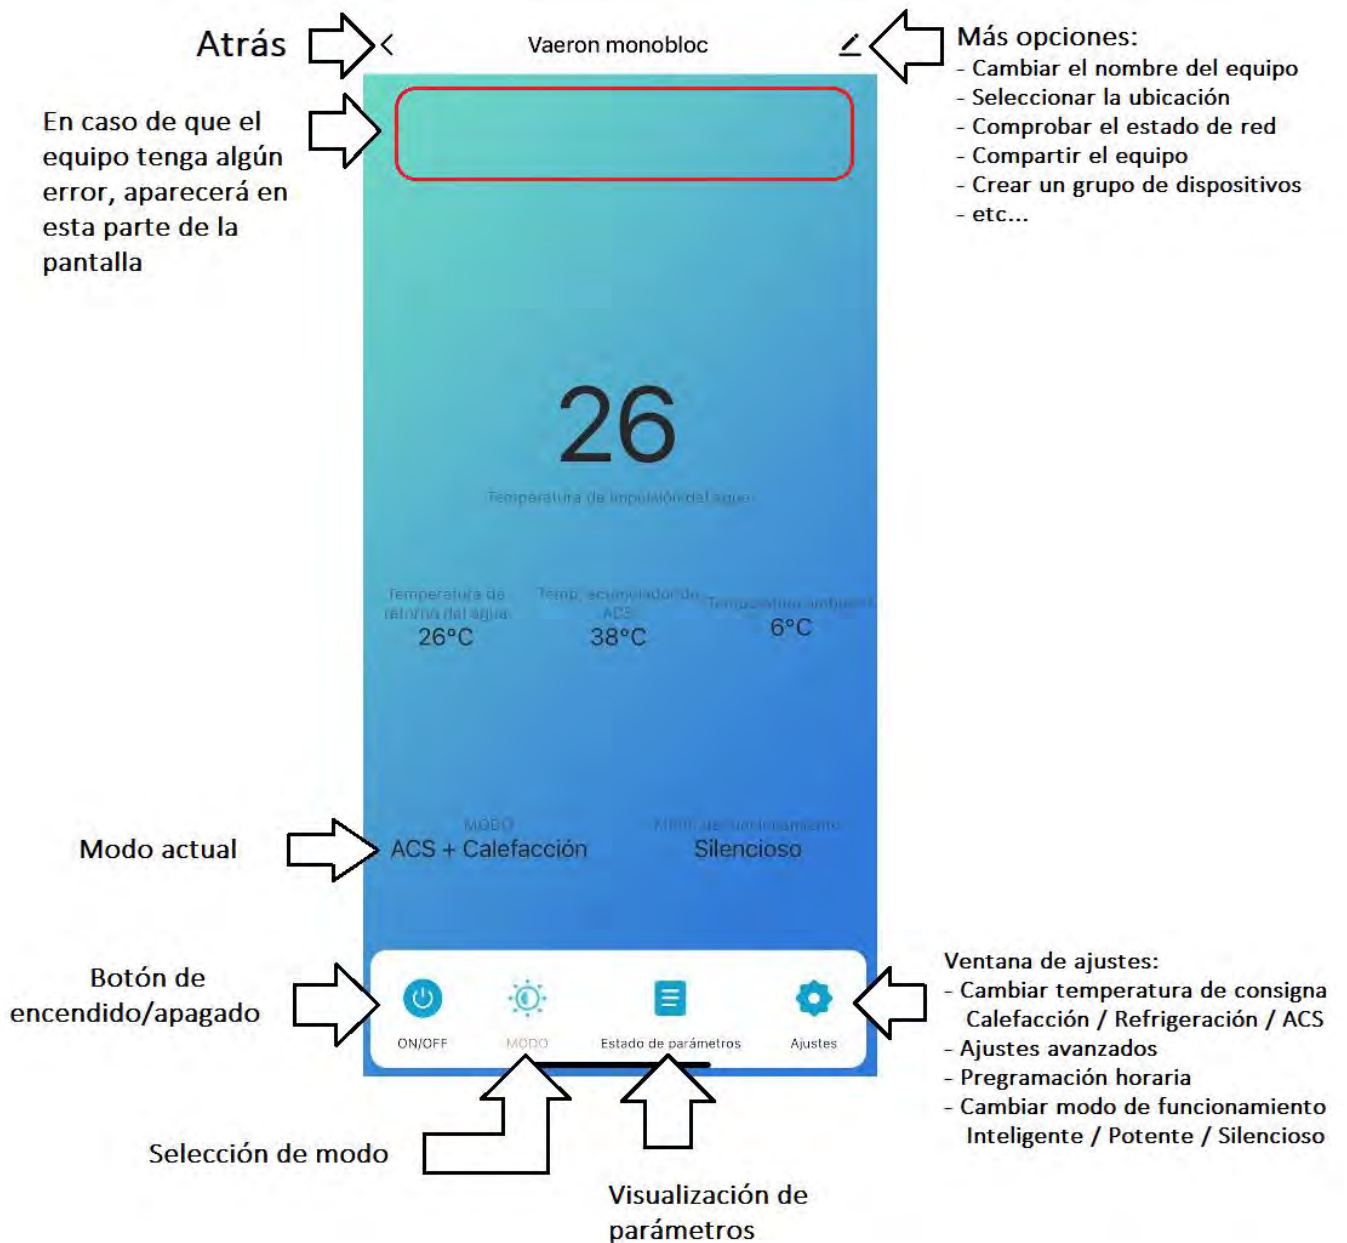 Atrás
Vaeron monobloc
Más opciones:
- Cambiar el nombre del equipo
- Seleccionar la ubicación
- Comprobar el estado de red
- Compartir el equipo
- Crear un grupo de dispositivos
- etc...
En caso de que el
equipo tenga algún
error, aparecerá en
esta parte de la
pantalla
26
Temperatura de impulsión del agua
Temperatura de
retorno del agua
26°C
Temp. acumulador de
ACS
38°C
Temperatura ambiente
6°C
Modo actual
MODO
ACS + Calefacción
Modo de funcionamiento
Silencioso
Botón de
encendido/apagado
ON/OFF
MODO
Estado de parámetros
Ajustes
Ventana de ajustes:
- Cambiar temperatura de consigna
Calefacción / Refrigeración / ACS
- Ajustes avanzados
- Pregramación horaria
- Cambiar modo de funcionamiento
Inteligente / Potente / Silencioso
Selección de modo
Visualización de
parámetros